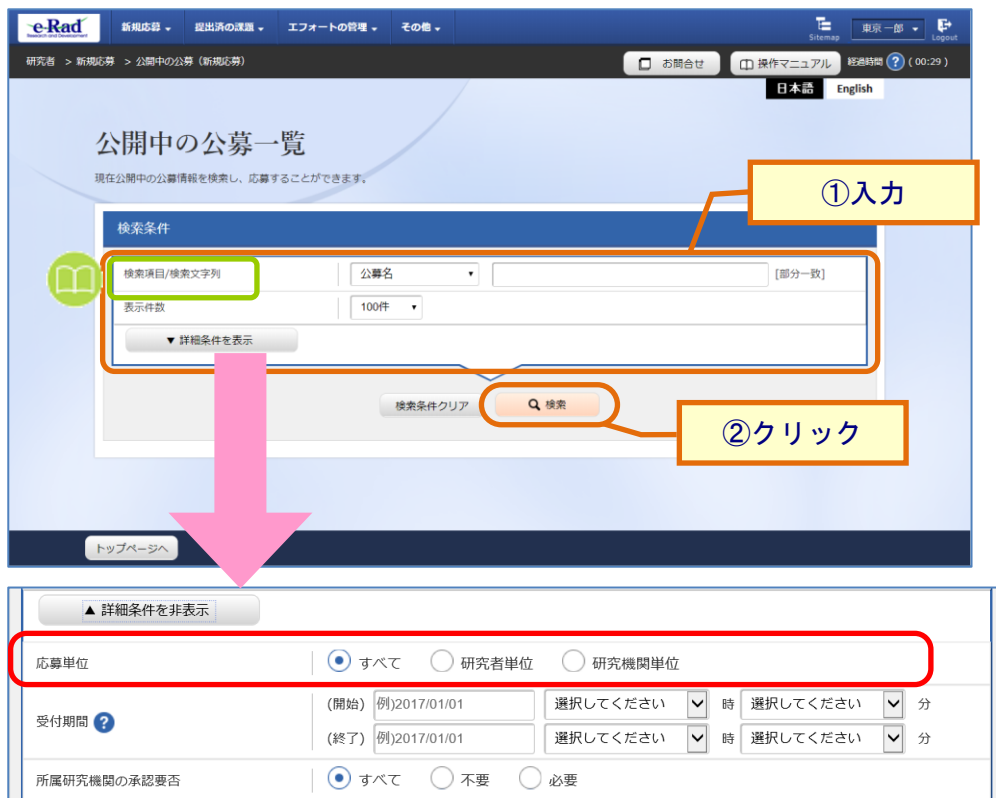 e-Rad
Research and Development
新規応募 提出済の課題 エフォートの管理 その他
Sitemap 東京 一郎 Logout
研究者 > 新規応募 > 公開中の公募（新規応募）
お問合せ 操作マニュアル 経過時間 ? ( 00:29 )
日本語 English
公開中の公募一覧
現在公開中の公募情報を検索し、応募することができます。
①入力
検索条件
検索項目/検索文字列 公募名 [部分一致]
表示件数 100件
▼ 詳細条件を表示
検索条件クリア 検索
②クリック
トップページへ
▲ 詳細条件を非表示
応募単位 すべて 研究者単位 研究機関単位
受付期間 ?
(開始) 例)2017/01/01 選択してください 時 選択してください 分
(終了) 例)2017/01/01 選択してください 時 選択してください 分
所属研究機関の承認要否 すべて 不要 必要